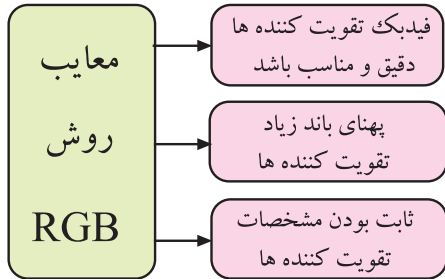 معایب
روش
RGB
فیدبک تقویت کننده ها
دقیق و مناسب باشد
پهنای باند زیاد
تقویت کننده ها
ثابت بودن مشخصات
تقویت کننده ها